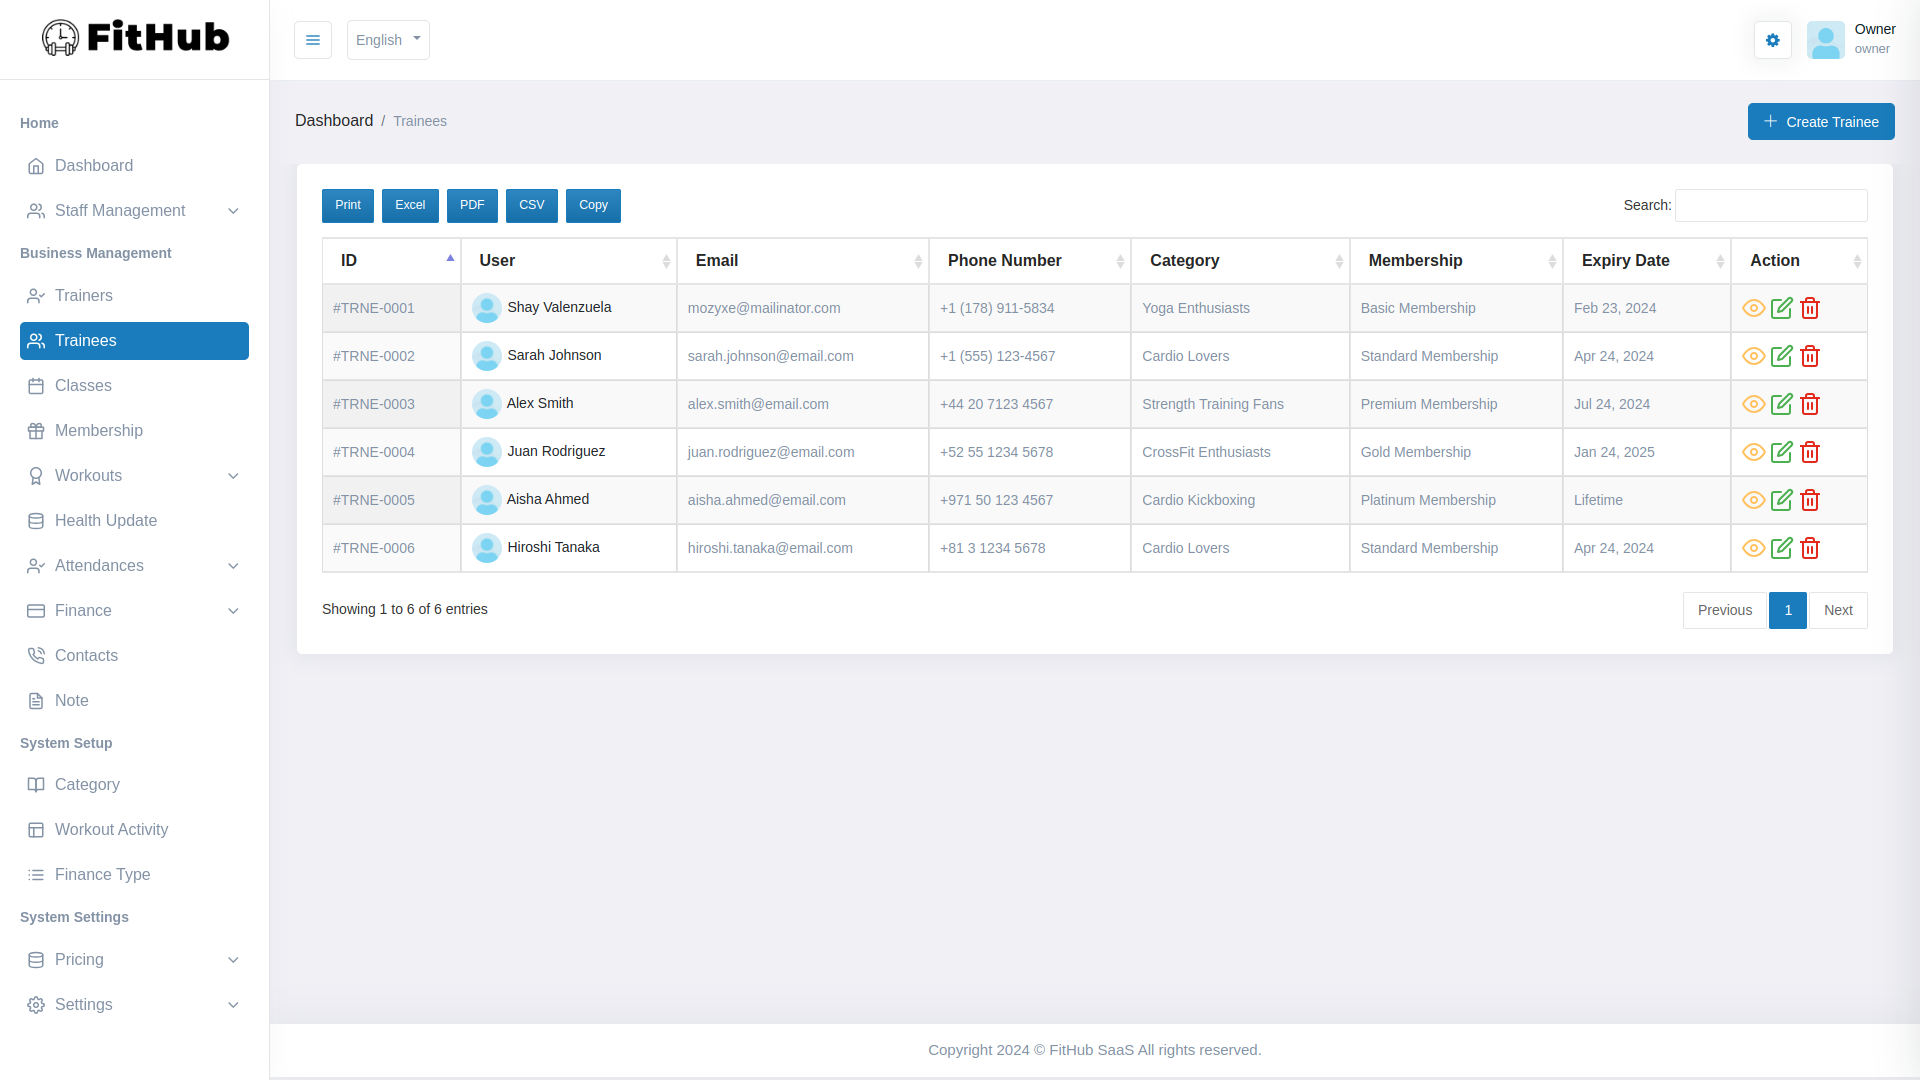 FitHub
English
Owner
owner
Home
Dashboard
Staff Management
Business Management
Trainers
Trainees
Classes
Membership
Workouts
Health Update
Attendances
Finance
Contacts
Note
System Setup
Category
Workout Activity
Finance Type
System Settings
Pricing
Settings
Dashboard / Trainees
Create Trainee
Print Excel PDF CSV Copy
Search:
ID User Email Phone Number Category Membership Expiry Date Action
#TRNE-0001 Shay Valenzuela mozyxe@mailinator.com +1 (178) 911-5834 Yoga Enthusiasts Basic Membership Feb 23, 2024
#TRNE-0002 Sarah Johnson sarah.johnson@email.com +1 (555) 123-4567 Cardio Lovers Standard Membership Apr 24, 2024
#TRNE-0003 Alex Smith alex.smith@email.com +44 20 7123 4567 Strength Training Fans Premium Membership Jul 24, 2024
#TRNE-0004 Juan Rodriguez juan.rodriguez@email.com +52 55 1234 5678 CrossFit Enthusiasts Gold Membership Jan 24, 2025
#TRNE-0005 Aisha Ahmed aisha.ahmed@email.com +971 50 123 4567 Cardio Kickboxing Platinum Membership Lifetime
#TRNE-0006 Hiroshi Tanaka hiroshi.tanaka@email.com +81 3 1234 5678 Cardio Lovers Standard Membership Apr 24, 2024
Showing 1 to 6 of 6 entries
Previous 1 Next
Copyright 2024 © FitHub SaaS All rights reserved.